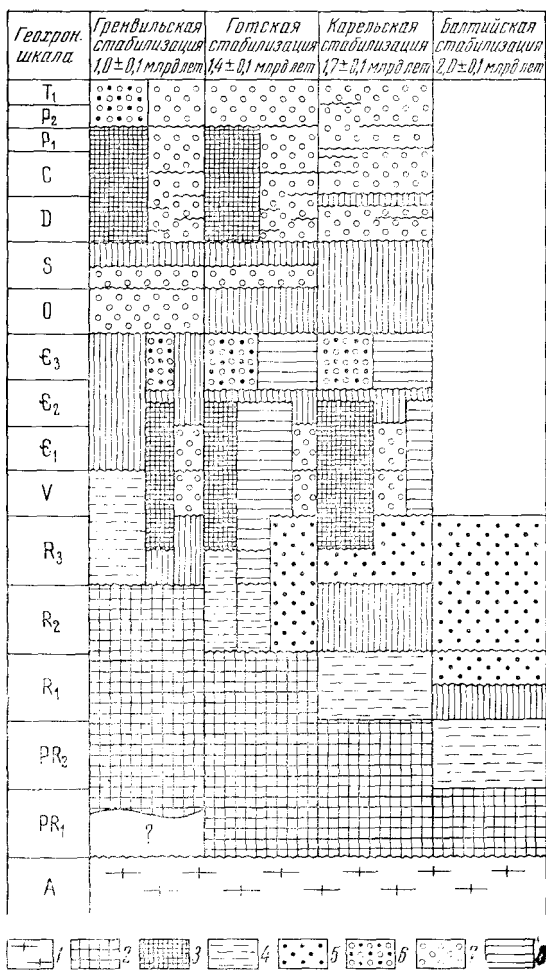 Геохрон. шкала
Гренвильская стабилизация 1,0±0,1 млрд лет
Готская стабилизация 1,4±0,1 млрд лет
Карельская стабилизация 1,7±0,1 млрд лет
Балтийская стабилизация 2,0±0,1 млрд лет
T₁
P₂
P₁
C
D
S
O
Є₃
Є₂
Є₁
V
R₃
R₂
R₁
PR₂
PR₁
?
A
1 2 3 4 5 6 7 8